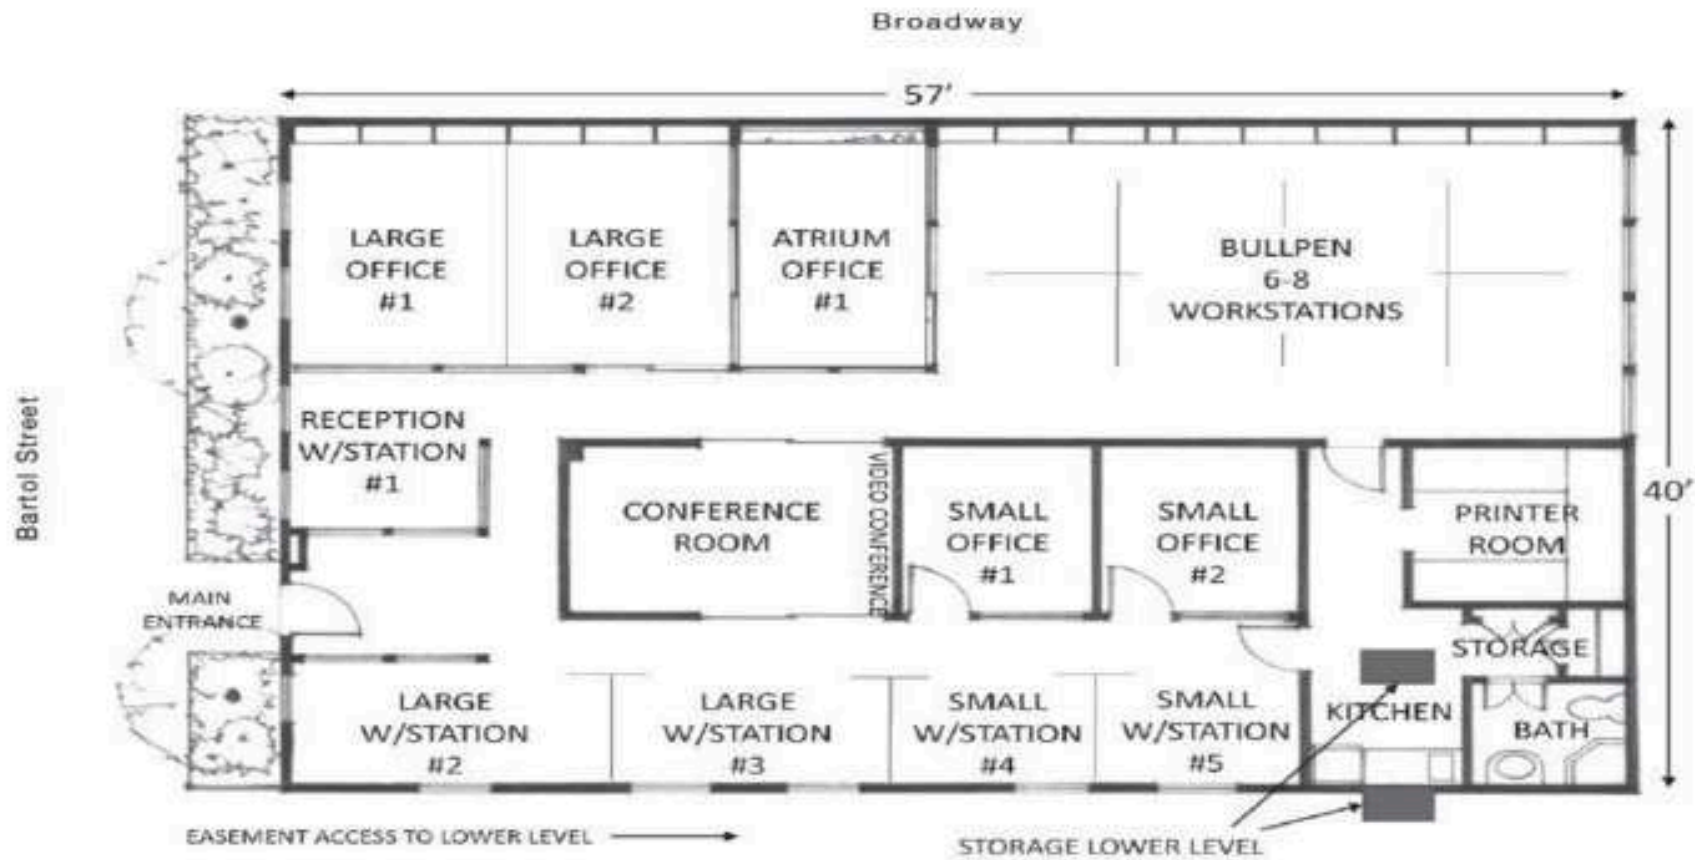 Broadway
57'
LARGE
OFFICE
#1
LARGE
OFFICE
#2
ATRIUM
OFFICE
#1
BULLPEN
6-8
WORKSTATIONS
Bartol Street
RECEPTION
W/STATION
#1
CONFERENCE
ROOM
VIDEO CONFERENCE
SMALL
OFFICE
#1
SMALL
OFFICE
#2
PRINTER
ROOM
40'
MAIN
ENTRANCE
STORAGE
LARGE
W/STATION
#2
LARGE
W/STATION
#3
SMALL
W/STATION
#4
SMALL
W/STATION
#5
KITCHEN
BATH
EASEMENT ACCESS TO LOWER LEVEL
STORAGE LOWER LEVEL